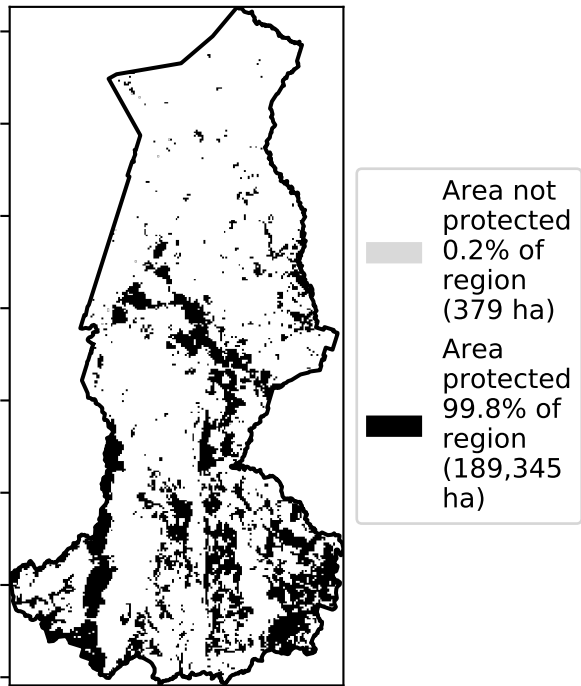 Area not
protected
0.2% of
region
(379 ha)
Area
protected
99.8% of
region
(189,345
ha)